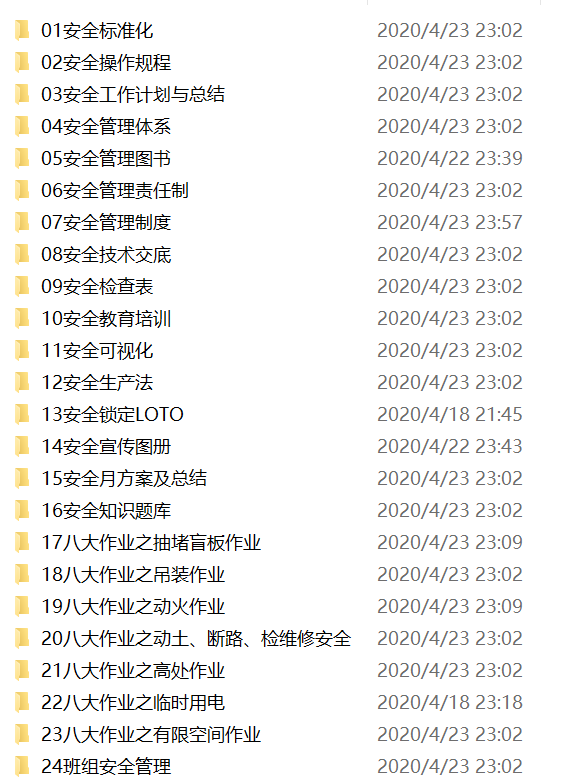 01安全标准化 2020/4/23 23:02
02安全操作规程 2020/4/23 23:02
03安全工作计划与总结 2020/4/23 23:02
04安全管理体系 2020/4/23 23:02
05安全管理图书 2020/4/22 23:39
06安全管理责任制 2020/4/23 23:02
07安全管理制度 2020/4/23 23:57
08安全技术交底 2020/4/23 23:02
09安全检查表 2020/4/23 23:02
10安全教育培训 2020/4/23 23:02
11安全可视化 2020/4/23 23:02
12安全生产法 2020/4/23 23:02
13安全锁定LOTO 2020/4/18 21:45
14安全宣传图册 2020/4/22 23:43
15安全月方案及总结 2020/4/23 23:02
16安全知识题库 2020/4/23 23:02
17八大作业之抽堵盲板作业 2020/4/23 23:09
18八大作业之吊装作业 2020/4/23 23:02
19八大作业之动火作业 2020/4/23 23:09
20八大作业之动土、断路、检维修安全 2020/4/23 23:02
21八大作业之高处作业 2020/4/23 23:02
22八大作业之临时用电 2020/4/18 23:18
23八大作业之有限空间作业 2020/4/23 23:02
24班组安全管理 2020/4/23 23:02